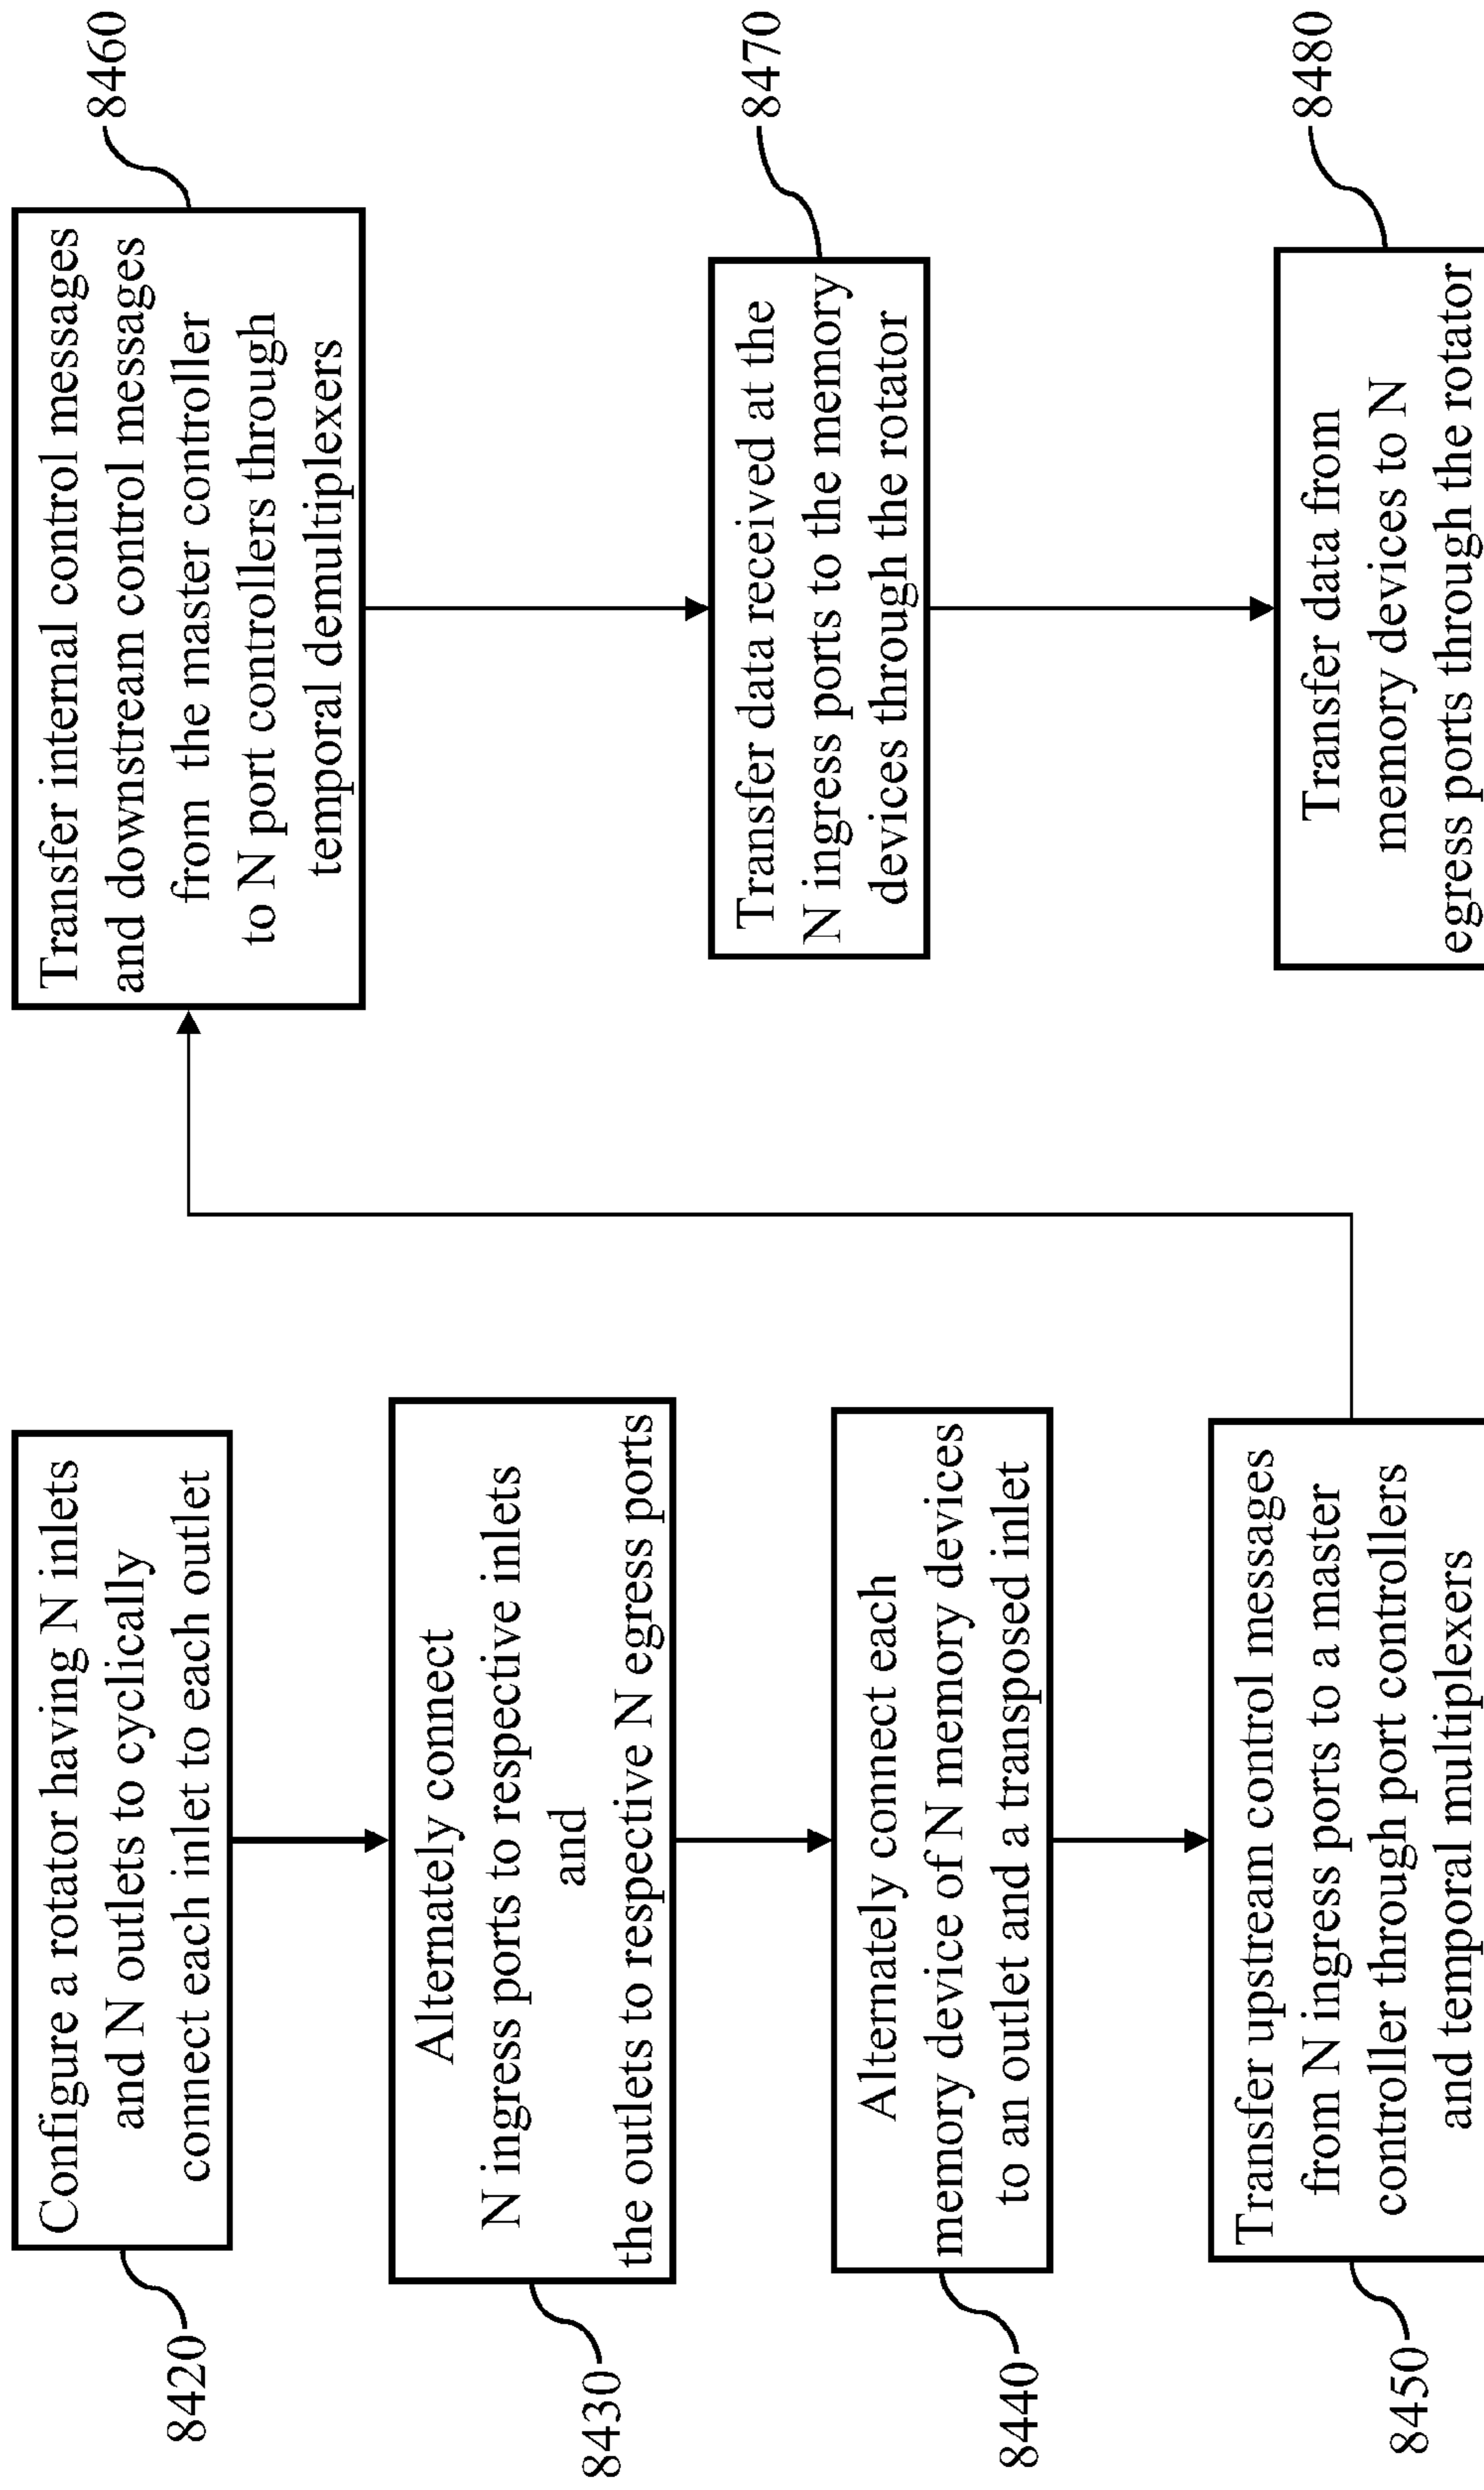 Configure a rotator having N inlets
and N outlets to cyclically
connect each inlet to each outlet
8420
Alternately connect
N ingress ports to respective inlets
and
the outlets to respective N egress ports
8430
Alternately connect each
memory device of N memory devices
to an outlet and a transposed inlet
8440
Transfer upstream control messages
from N ingress ports to a master
controller through port controllers
and temporal multiplexers
8450
Transfer internal control messages
and downstream control messages
from the master controller
to N port controllers through
temporal demultiplexers
8460
Transfer data received at the
N ingress ports to the memory
devices through the rotator
8470
Transfer data from
memory devices to N
egress ports through the rotator
8480